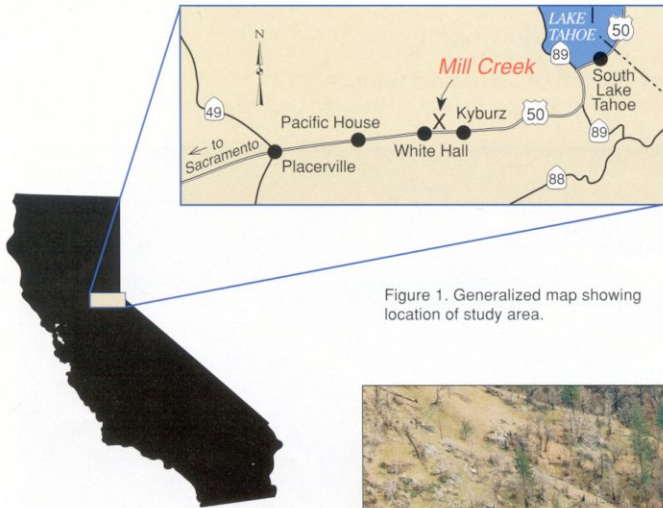 LAKE
TAHOE
50
N
89
Mill Creek
South
Lake
Tahoe
49
Pacific House
Kyburz
50
to
Sacramento
Placerville
White Hall
89
88
Figure 1. Generalized map showing
location of study area.